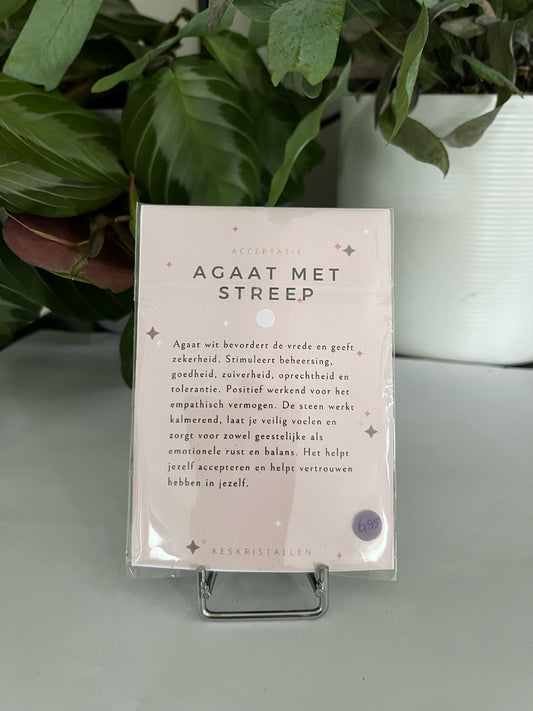 ACCEPTATIE
AGAAT MET
STREEP
Agaat wit bevordert de vrede en geeft
zekerheid. Stimuleert beheersing,
goedheid, zuiverheid, oprechtheid en
tolerantie. Positief werkend voor het
empathisch vermogen. De steen werkt
kalmerend, laat je veilig voelen en
zorgt voor zowel geestelijke als
emotionele rust en balans. Het helpt
jezelf accepteren en helpt vertrouwen
hebben in jezelf.
6,95
KESKRISTALLEN